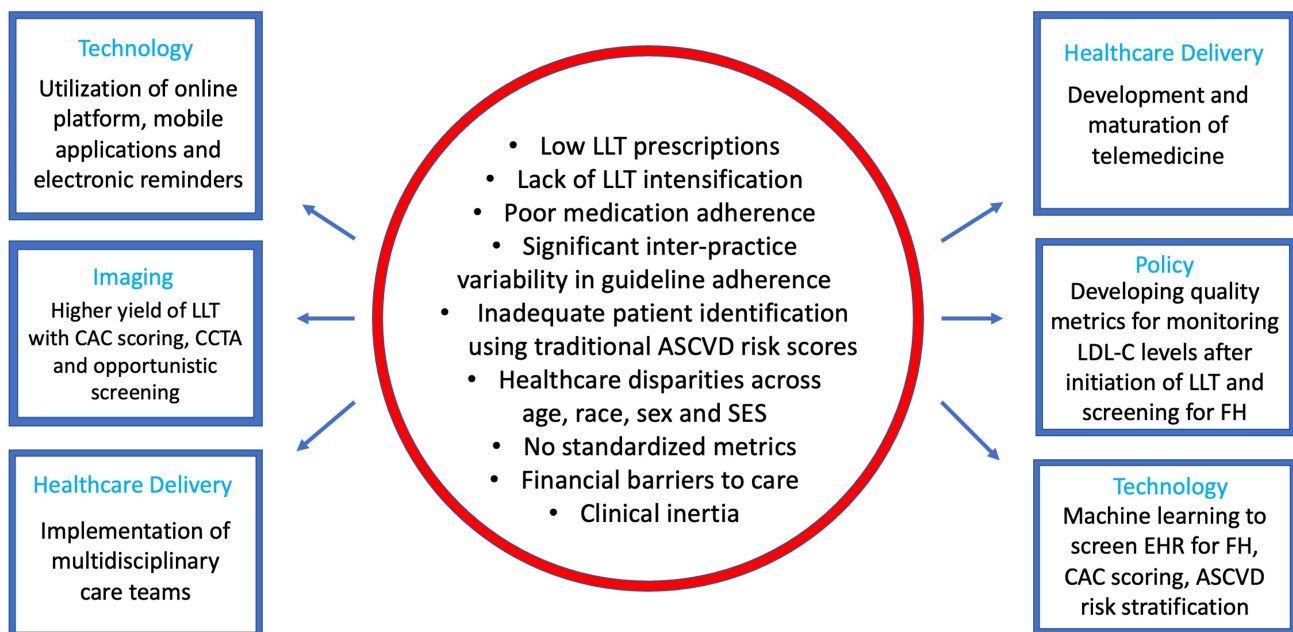 Technology
Utilization of online
platform, mobile
applications and
electronic reminders
Imaging
Higher yield of LLT
with CAC scoring, CCTA
and opportunistic
screening
Healthcare Delivery
Implementation of
multidisciplinary
care teams
• Low LLT prescriptions
• Lack of LLT intensification
• Poor medication adherence
• Significant inter-practice
variability in guideline adherence
• Inadequate patient identification
using traditional ASCVD risk scores
• Healthcare disparities across
age, race, sex and SES
• No standardized metrics
• Financial barriers to care
• Clinical inertia
Healthcare Delivery
Development and
maturation of
telemedicine
Policy
Developing quality
metrics for monitoring
LDL-C levels after
initiation of LLT and
screening for FH
Technology
Machine learning to
screen EHR for FH,
CAC scoring, ASCVD
risk stratification